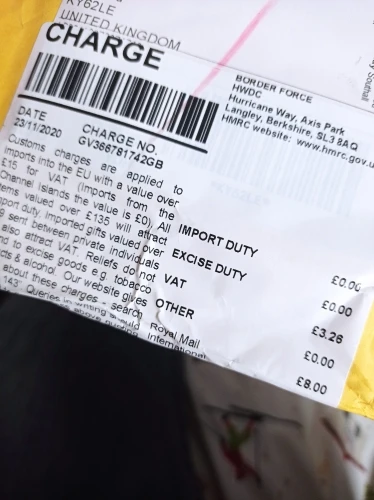 KY62LE
UNITED KINGDOM
CHARGE
BORDER FORCE
HWDC
Hurricane Way, Axis Park
Langley, Berkshire, SL3 8AQ
HMRC website: www.hmrc.gov.u
DATE
23/11/2020
CHARGE NO.
GV366781742GB
Customs charges are applied to
imports into the EU with a value over
£15 for VAT (Imports from the
Channel islands the value is £0). All
items valued over £135 will attract
import duty. Imported gifts valued over
sent between private individuals
also attract VAT. Reliefs do not
to excise goods e.g. tobacco
& alcohol. Our website gives
about these charges - search
143". Queries in writing should
Royal Mail
International
IMPORT DUTY
EXCISE DUTY
VAT
OTHER
£0.00
£0.00
£3.26
£0.00
£8.00